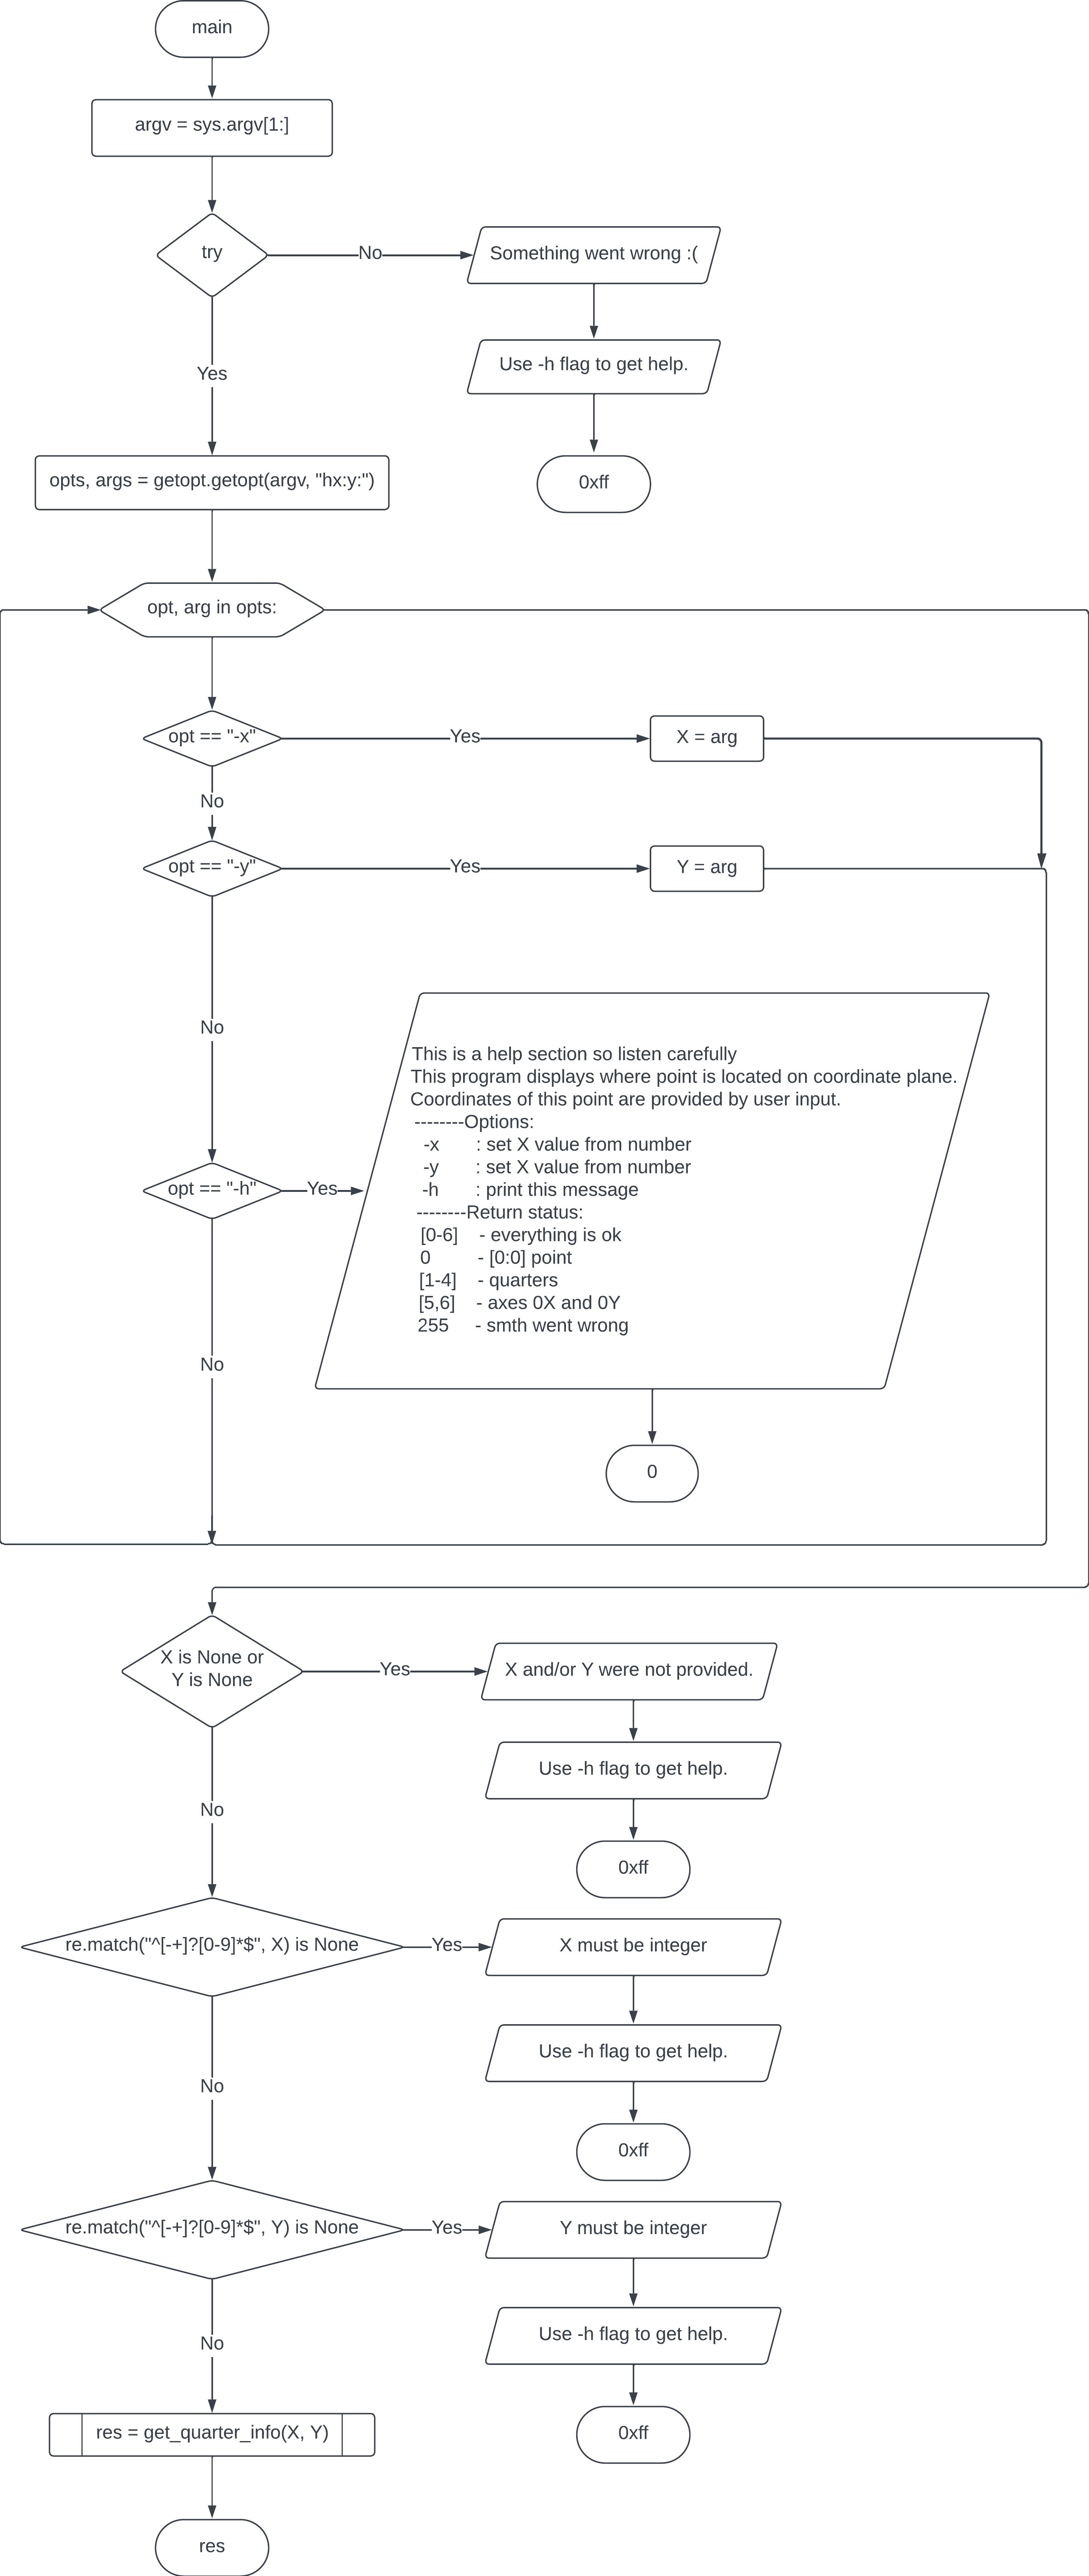 main
argv = sys.argv[1:]
try
No
Something went wrong :(
Use -h flag to get help.
0xff
Yes
opts, args = getopt.getopt(argv, "hx:y:")
opt, arg in opts:
opt == "-x"
Yes
X = arg
No
opt == "-y"
Yes
Y = arg
No
opt == "-h"
Yes
This is a help section so listen carefully
This program displays where point is located on coordinate plane.
Coordinates of this point are provided by user input.
--------Options:
-x : set X value from number
-y : set X value from number
-h : print this message
--------Return status:
[0-6] - everything is ok
0 - [0:0] point
[1-4] - quarters
[5,6] - axes 0X and 0Y
255 - smth went wrong
No
0
X is None or
Y is None
Yes
X and/or Y were not provided.
Use -h flag to get help.
0xff
No
re.match("^[-+]?[0-9]*$", X) is None
Yes
X must be integer
Use -h flag to get help.
0xff
No
re.match("^[-+]?[0-9]*$", Y) is None
Yes
Y must be integer
Use -h flag to get help.
0xff
No
res = get_quarter_info(X, Y)
res